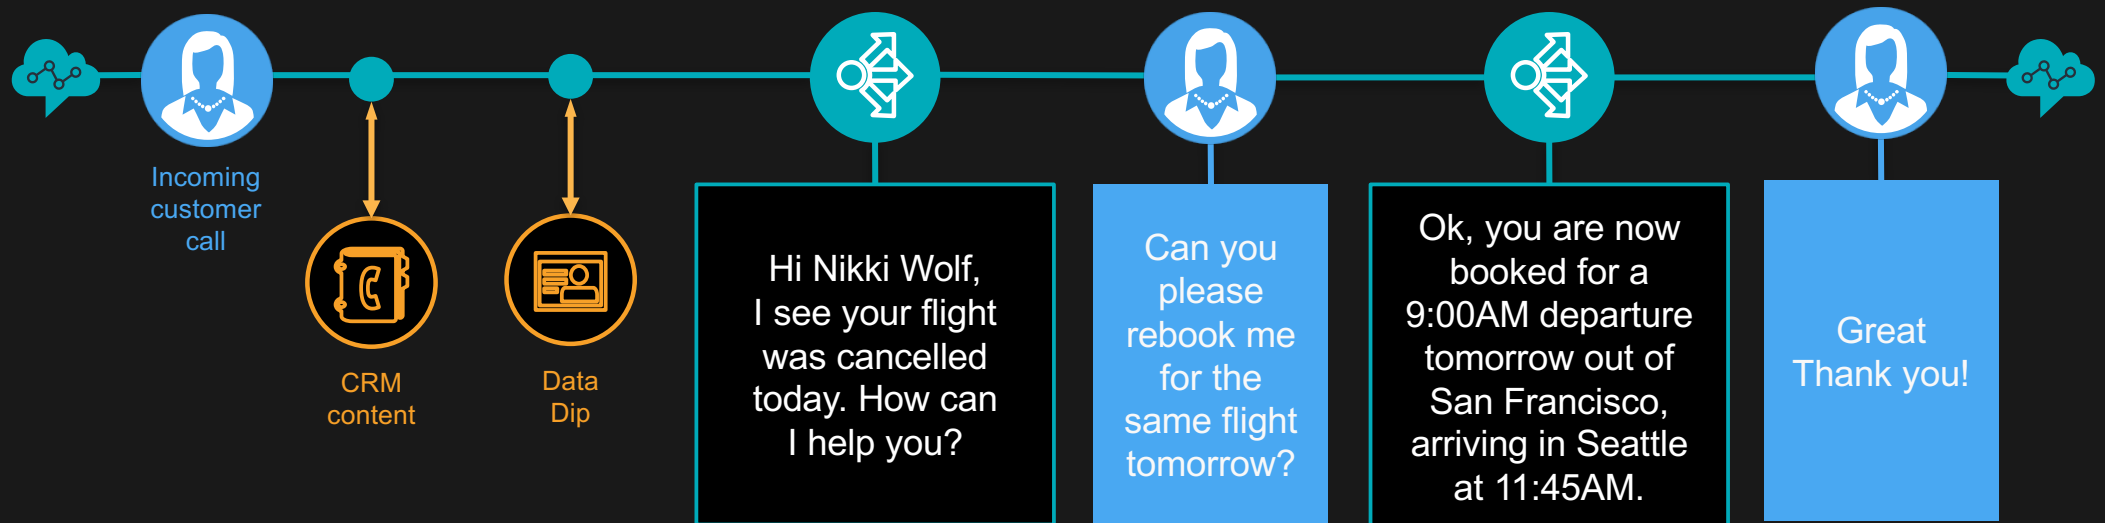 Incoming
customer
call
CRM
content
Data
Dip
Hi Nikki Wolf,
I see your flight
was cancelled
today. How can
I help you?
Can you
please
rebook me
for the
same flight
tomorrow?
Ok, you are now
booked for a
9:00AM departure
tomorrow out of
San Francisco,
arriving in Seattle
at 11:45AM.
Great
Thank you!